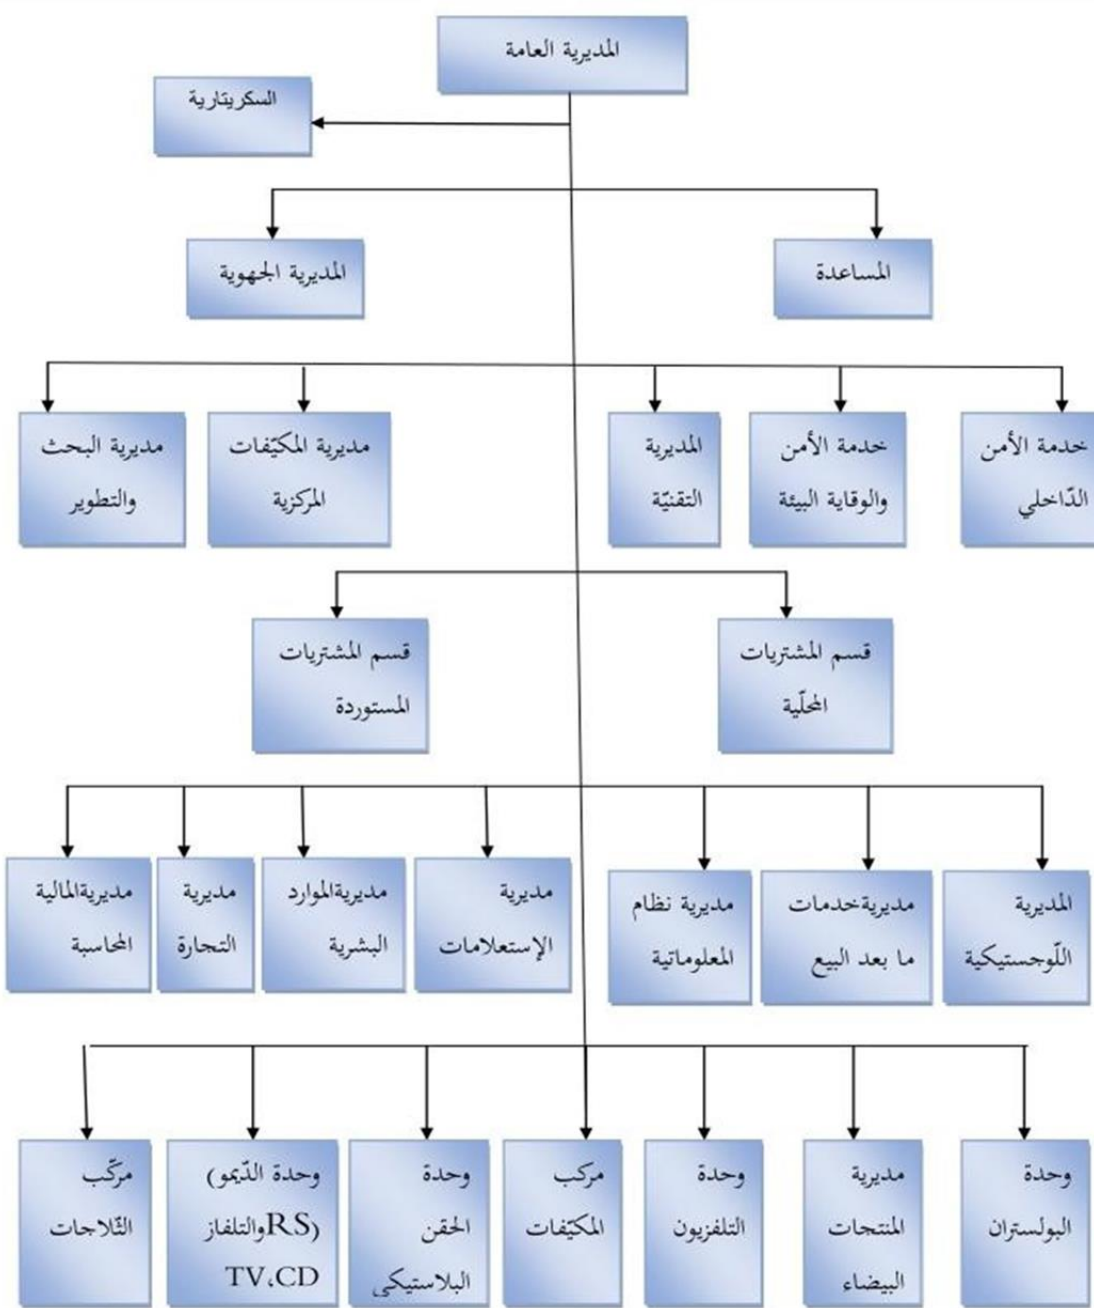 المديرية العامة
السكريتارية
المساعدة
المديرية الجهوية
خدمة الأمن
الدّاخلي
خدمة الأمن
والوقاية البيئة
المديرية
التقنيّة
مديرية المكيّفات
المركزية
مديرية البحث
والتطوير
قسم المشتريات
المحلّية
قسم المشتريات
المستوردة
المديرية
اللّوجستيكية
مديريةخدمات
ما بعد البيع
مديرية نظام
المعلوماتية
مديرية
الإستعلامات
مديريةالموارد
البشرية
مديرية
التجارة
مديريةالمالية
المحاسبة
وحدة
البولستران
مديرية
المنتجات
البيضاء
وحدة
التلفزيون
مركب
المكيّفات
وحدة
الحقن
البلاستيكي
وحدة الدّيمو)
(RSوالتلفاز
TV،CD
مركّب
الثّلاجات